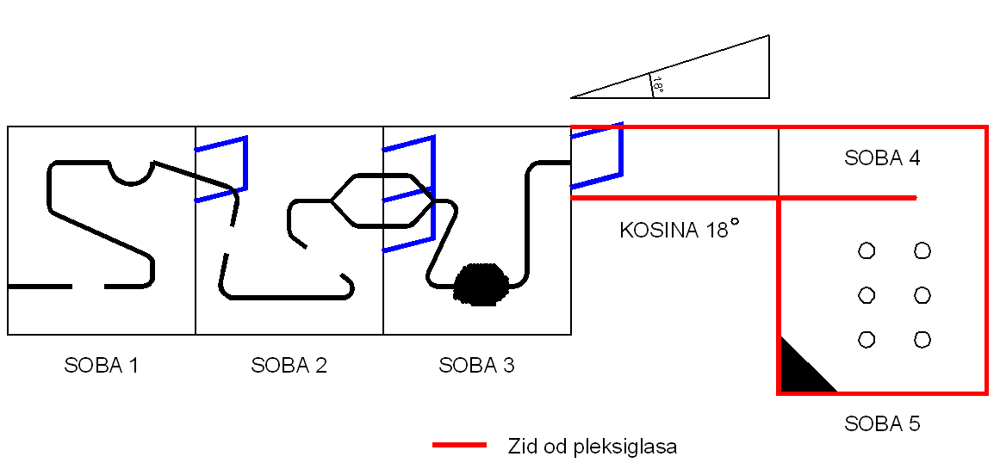 18°
SOBA 4
KOSINA 18°
SOBA 1
SOBA 2
SOBA 3
SOBA 5
Zid od pleksiglasa